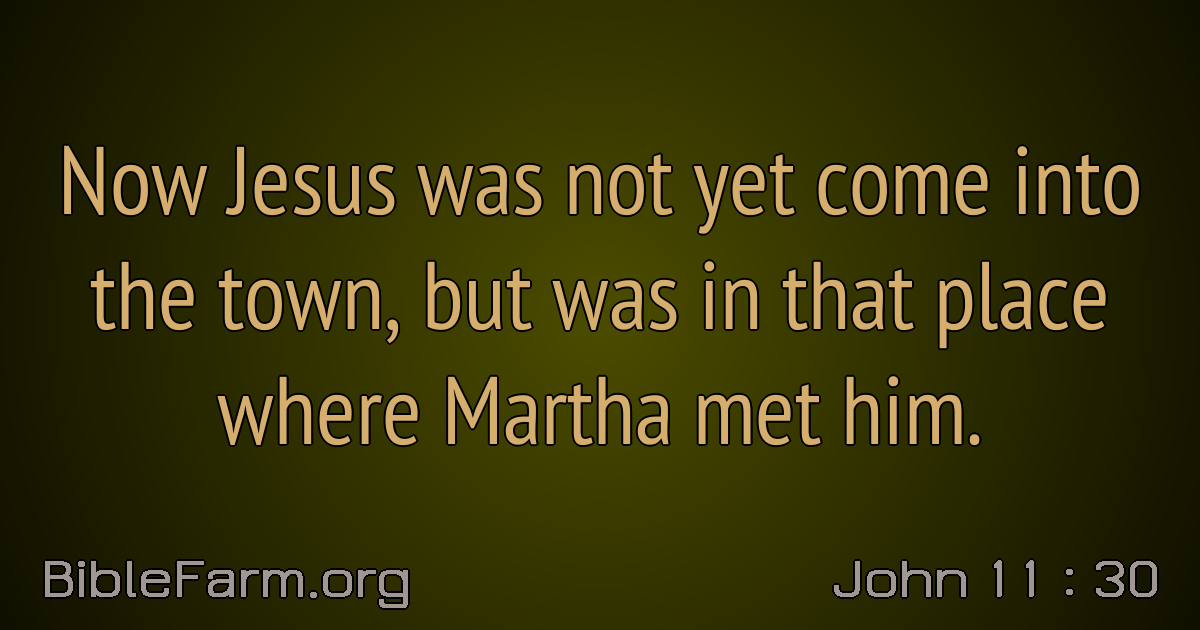 Now Jesus was not yet come into
the town, but was in that place
where Martha met him.
BibleFarm.org
John 11 : 30